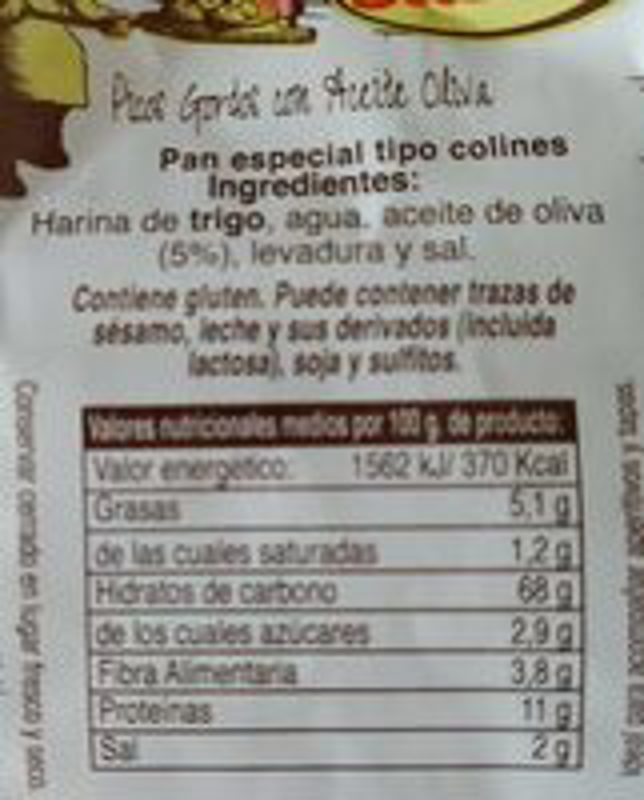 Picos Gordos con Aceite Oliva
Pan especial tipo colines
Ingredientes:
Harina de trigo, agua, aceite de oliva
(5%), levadura y sal.
Contiene gluten. Puede contener trazas de
sésamo, leche y sus derivados (incluida
lactosa), soja y sulfitos.
Valores nutricionales medios por 100 g. de producto:
Valor energético: 1562 kJ/ 370 Kcal
Grasas 5,1 g
de las cuales saturadas 1,2 g
Hidratos de carbono 68 g
de los cuales azúcares 2,9 g
Fibra Alimentaria 3,8 g
Proteínas 11 g
Sal 2 g
Conservar cerrado en lugar fresco y seco.